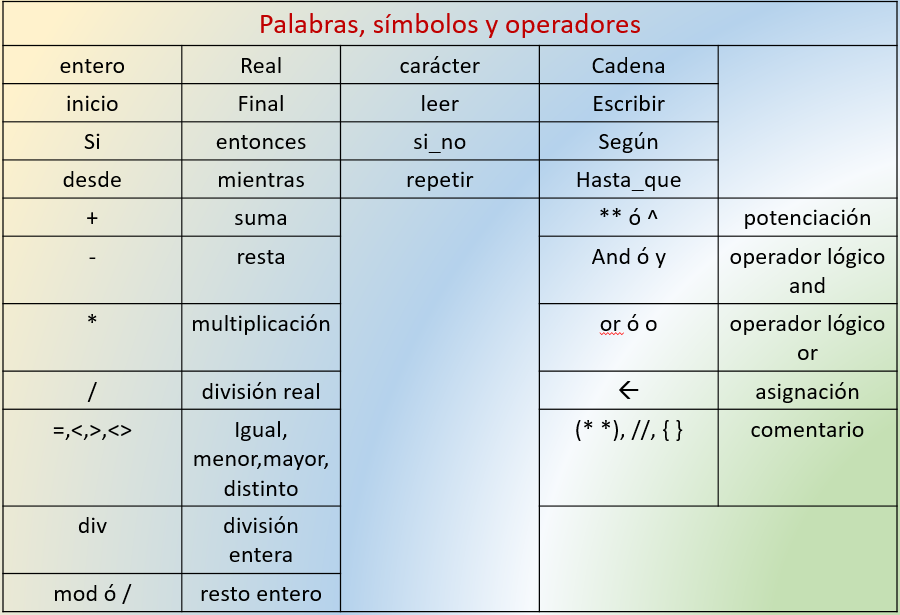 Palabras, símbolos y operadores
entero Real carácter Cadena
inicio Final leer Escribir
Si entonces si_no Según
desde mientras repetir Hasta_que
+ suma ** ó ^ potenciación
- resta And ó y operador lógico
and
* multiplicación or ó o operador lógico
or
/ división real ← asignación
=,<,>,<> Igual, (* *), //, { } comentario
menor,mayor,
distinto
div división
entera
mod ó / resto entero